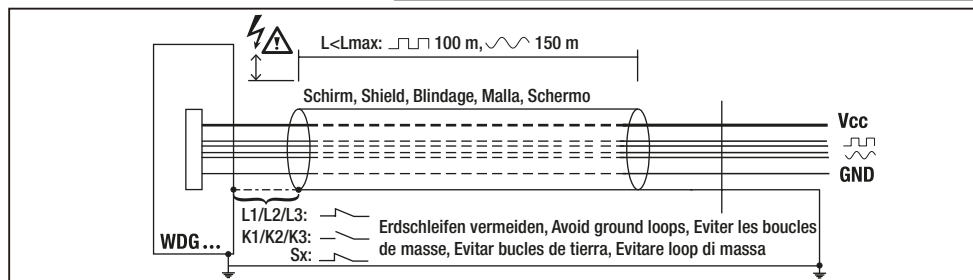 L<Lmax: 100 m, 150 m
Schirm, Shield, Blindage, Malla, Schermo
Vcc
GND
L1/L2/L3:
K1/K2/K3:
Sx:
Erdschleifen vermeiden, Avoid ground loops, Eviter les boucles
de masse, Evitar bucles de tierra, Evitare loop di massa
WDG...